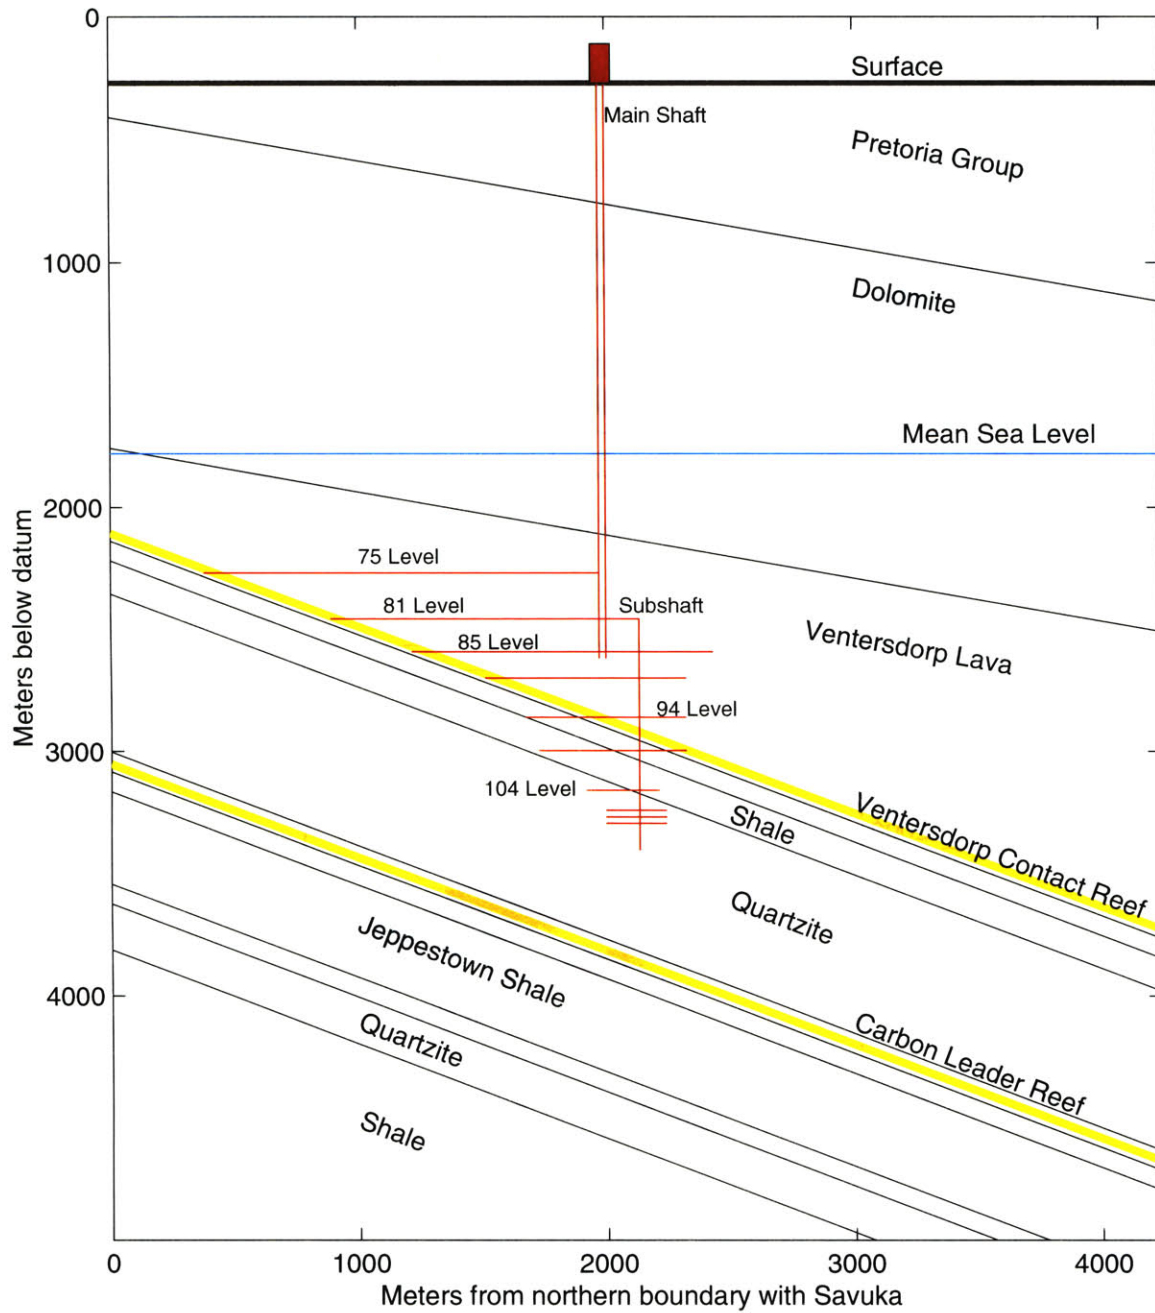 0
Surface
Main Shaft
Pretoria Group
1000
Dolomite
Mean Sea Level
2000
75 Level
81 Level
Subshaft
85 Level
Ventersdorp Lava
94 Level
3000
104 Level
Ventersdorp Contact Reef
Shale
Quartzite
Jeppestown Shale
4000
Carbon Leader Reef
Quartzite
Shale
Meters below datum
0
1000
2000
3000
4000
Meters from northern boundary with Savuka